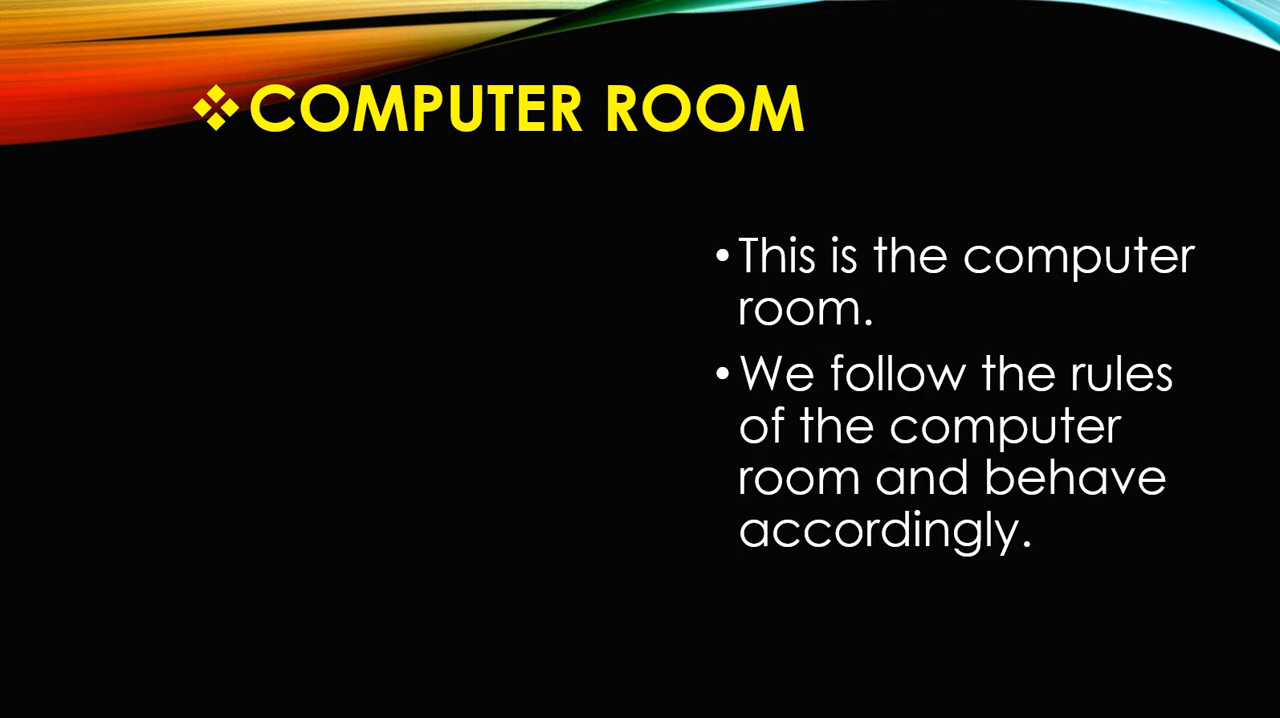 ❖COMPUTER ROOM
•This is the computer
room.
•We follow the rules
of the computer
room and behave
accordingly.